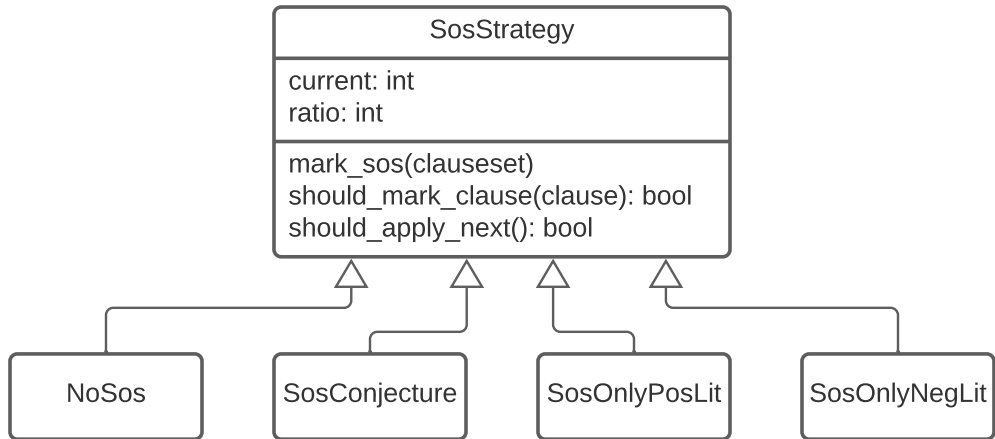 SosStrategy
current: int
ratio: int
mark_sos(clauseset)
should_mark_clause(clause): bool
should_apply_next(): bool
NoSos
SosConjecture
SosOnlyPosLit
SosOnlyNegLit